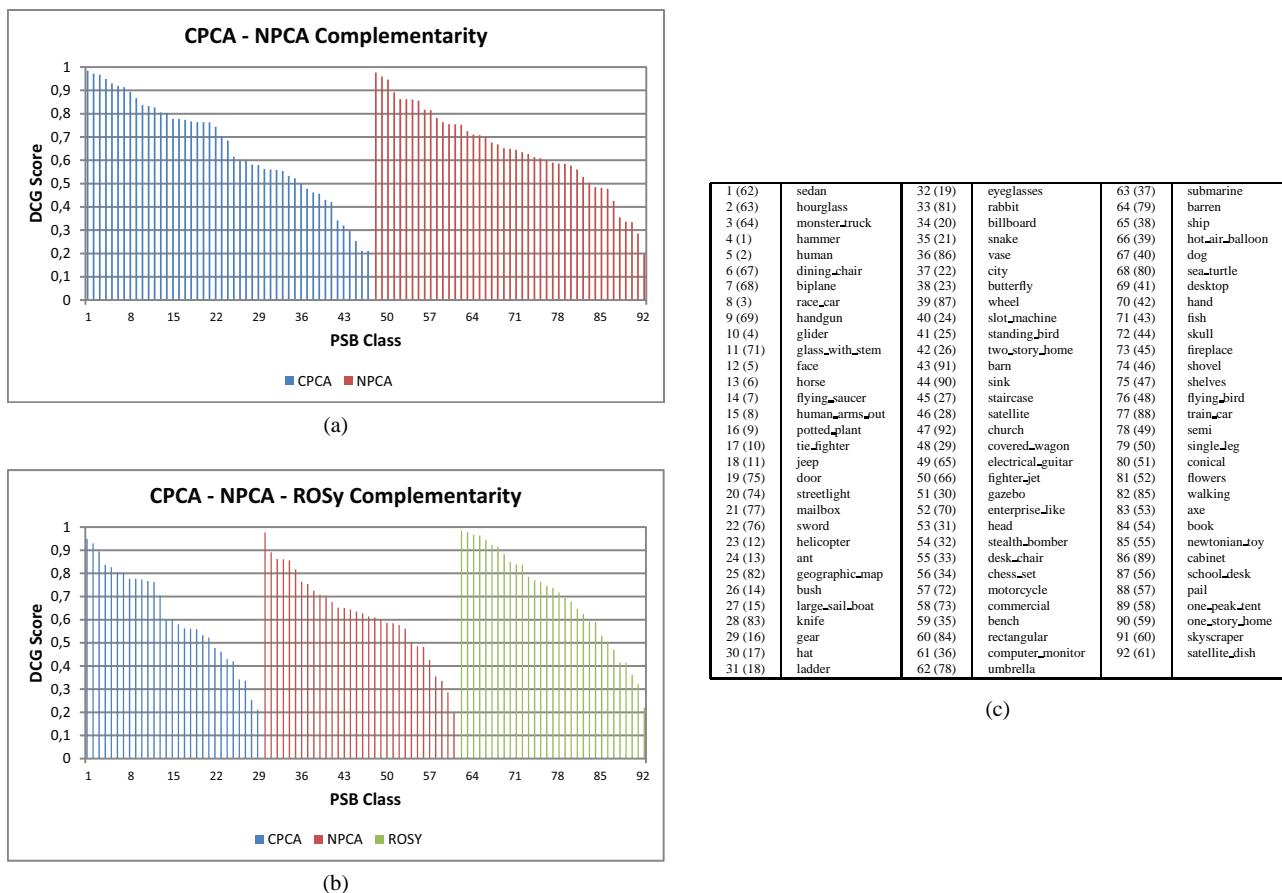 CPCA - NPCA Complementarity
DCG Score
1
0,9
0,8
0,7
0,6
0,5
0,4
0,3
0,2
0,1
0
1 8 15 22 29 36 43 50 57 64 71 78 85 92
PSB Class
CPCA NPCA
(a)
CPCA - NPCA - ROSy Complementarity
DCG Score
1
0,9
0,8
0,7
0,6
0,5
0,4
0,3
0,2
0,1
0
1 8 15 22 29 36 43 50 57 64 71 78 85 92
PSB Class
CPCA NPCA ROSY
(b)
1 (62) sedan 32 (19) eyeglasses 63 (37) submarine
2 (63) hourglass 33 (81) rabbit 64 (79) barren
3 (64) monster_truck 34 (20) billboard 65 (38) ship
4 (1) hammer 35 (21) snake 66 (39) hot_air_balloon
5 (2) human 36 (86) vase 67 (40) dog
6 (67) dining_chair 37 (22) city 68 (80) sea_turtle
7 (68) biplane 38 (23) butterfly 69 (41) desktop
8 (3) race_car 39 (87) wheel 70 (42) hand
9 (69) handgun 40 (24) slot_machine 71 (43) fish
10 (4) glider 41 (25) standing_bird 72 (44) skull
11 (71) glass_with_stem 42 (26) two_story_home 73 (45) fireplace
12 (5) face 43 (91) barn 74 (46) shovel
13 (6) horse 44 (90) sink 75 (47) shelves
14 (7) flying_saucer 45 (27) staircase 76 (48) flying_bird
15 (8) human_arms_out 46 (28) satellite 77 (88) train_car
16 (9) potted_plant 47 (92) church 78 (49) semi
17 (10) tie_fighter 48 (29) covered_wagon 79 (50) single_leg
18 (11) jeep 49 (65) electrical_guitar 80 (51) conical
19 (75) door 50 (66) fighter_jet 81 (52) flowers
20 (74) streetlight 51 (30) gazebo 82 (85) walking
21 (77) mailbox 52 (70) enterprise_like 83 (53) axe
22 (76) sword 53 (31) head 84 (54) book
23 (12) helicopter 54 (32) stealth_bomber 85 (55) newtonian_toy
24 (13) ant 55 (33) desk_chair 86 (89) cabinet
25 (82) geographic_map 56 (34) chess_set 87 (56) school_desk
26 (14) bush 57 (72) motorcycle 88 (57) pail
27 (15) large_sail_boat 58 (73) commercial 89 (58) one_peak_tent
28 (83) knife 59 (35) bench 90 (59) one_story_home
29 (16) gear 60 (84) rectangular 91 (60) skyscraper
30 (17) hat 61 (36) computer_monitor 92 (61) satellite_dish
31 (18) ladder 62 (78) umbrella
(c)